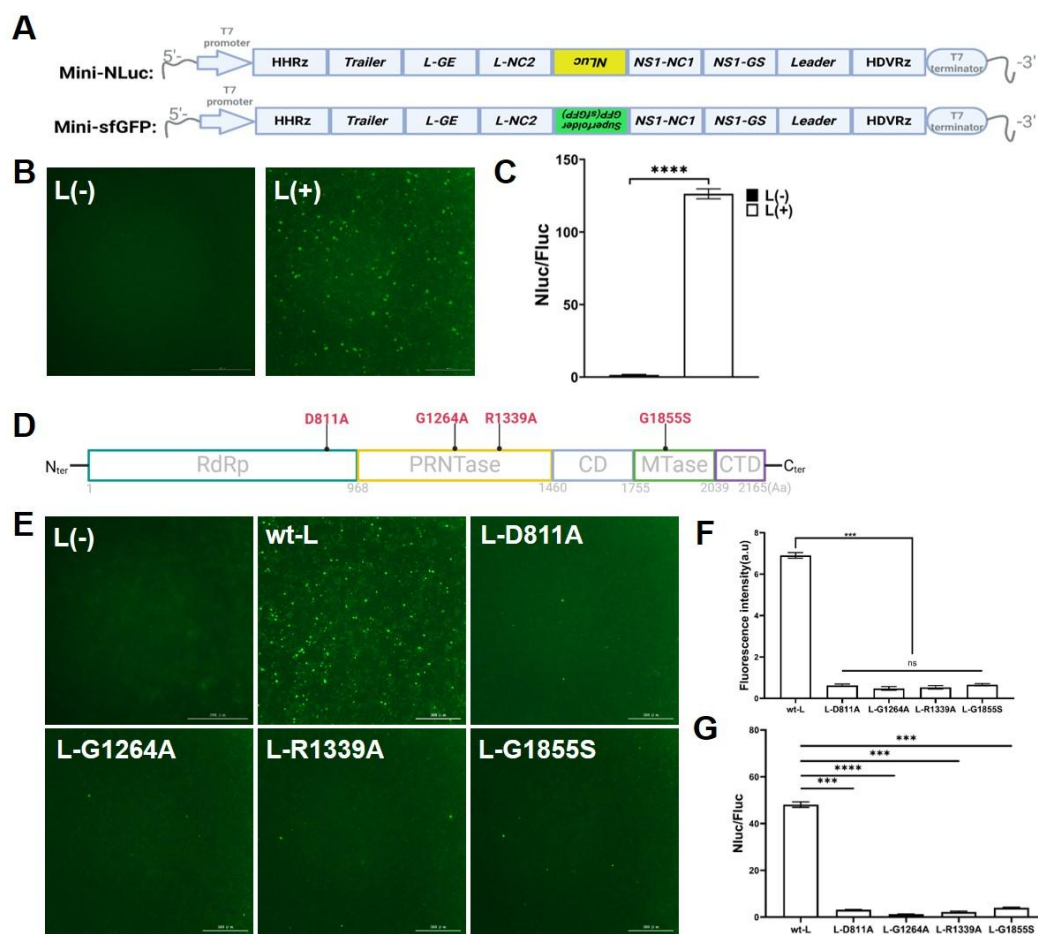 A
T7 promoter
Mini-NLuc: 5'- HHRz Trailer L-GE L-NC2 NLuc NS1-NC1 NS1-GS Leader HDVRz T7 terminator -3'
T7 promoter
Mini-sfGFP: 5'- HHRz Trailer L-GE L-NC2 Superfolder GFP(sfGFP) NS1-NC1 NS1-GS Leader HDVRz T7 terminator -3'
B
L(-)
L(+)
C
Nluc/Fluc
150
100
50
0
****
L(-)
L(+)
D
D811A G1264A R1339A G1855S
Nter RdRp PRNTase CD MTase CTD Cter
1 968 1460 1755 2039 2165(Aa)
E
L(-)
wt-L
L-D811A
L-G1264A
L-R1339A
L-G1855S
F
Fluorescence intensity(a.u)
8
6
4
2
0
***
ns
wt-L L-D811A L-G1264A L-R1339A L-G1855S
G
Nluc/Fluc
80
60
40
20
0
***
***
****
***
wt-L L-D811A L-G1264A L-R1339A L-G1855S